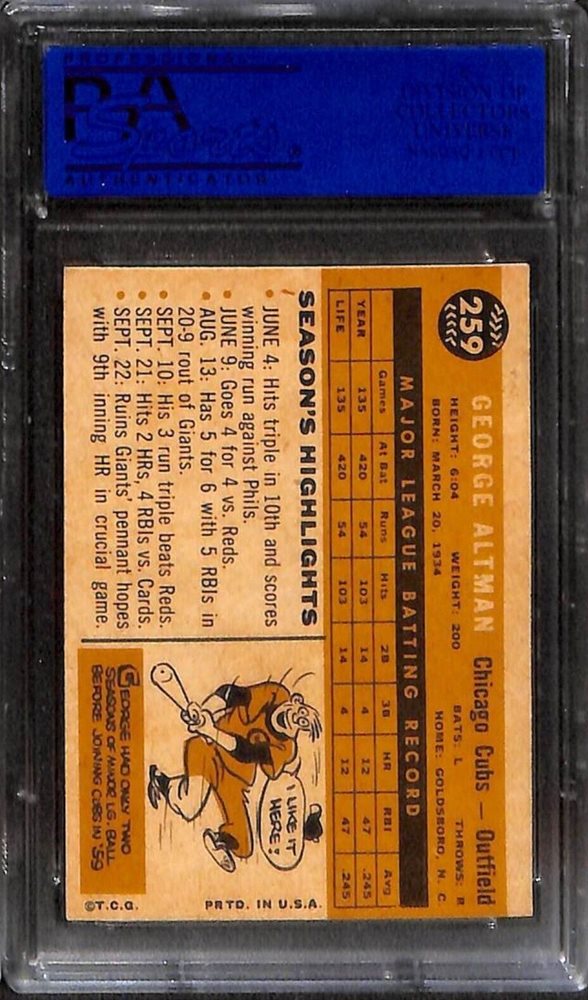 PROFESSIONAL
PSA
Sports®
AUTHENTICATOR
A
DIVISION OF
COLLECTORS
UNIVERSE
259
GEORGE ALTMAN Chicago Cubs — Outfield
HEIGHT: 6:04 WEIGHT: 200 BATS: L THROWS: R
BORN: MARCH 20, 1934 HOME: GOLDSBORO, N. C.
MAJOR LEAGUE BATTING RECORD
Games At Bat Runs Hits 2B 3B HR RBI Avg
YEAR 135 420 54 103 14 4 12 47 .245
LIFE 135 420 54 103 14 4 12 47 .245
SEASON'S HIGHLIGHTS
• JUNE 4: Hits triple in 10th and scores
winning run against Phils.
• JUNE 9: Goes 4 for 4 vs. Reds.
• AUG. 13: Has 5 for 6 with 5 RBIs in
20-9 rout of Giants.
• SEPT. 10: His 3 run triple beats Reds.
• SEPT. 21: Hits 2 HRs, 4 RBIs vs. Cards.
• SEPT. 22: Ruins Giants' pennant hopes
with 9th inning HR in crucial game.
I LIKE IT
HERE!
C
GEORGE HAD ONLY TWO
SEASONS OF MINOR LG. BALL
BEFORE JOINING CUBS IN '59
©T.C.G. PRTD. IN U.S.A.